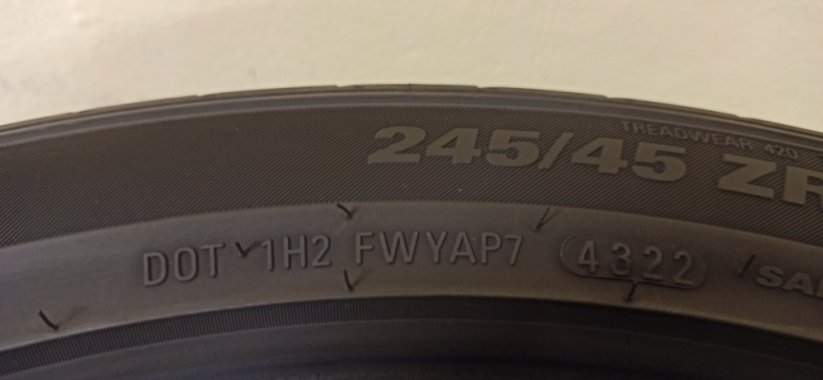 TREADWEAR 420
245/45 ZR
DOT 1H2 FWYAP7 4322